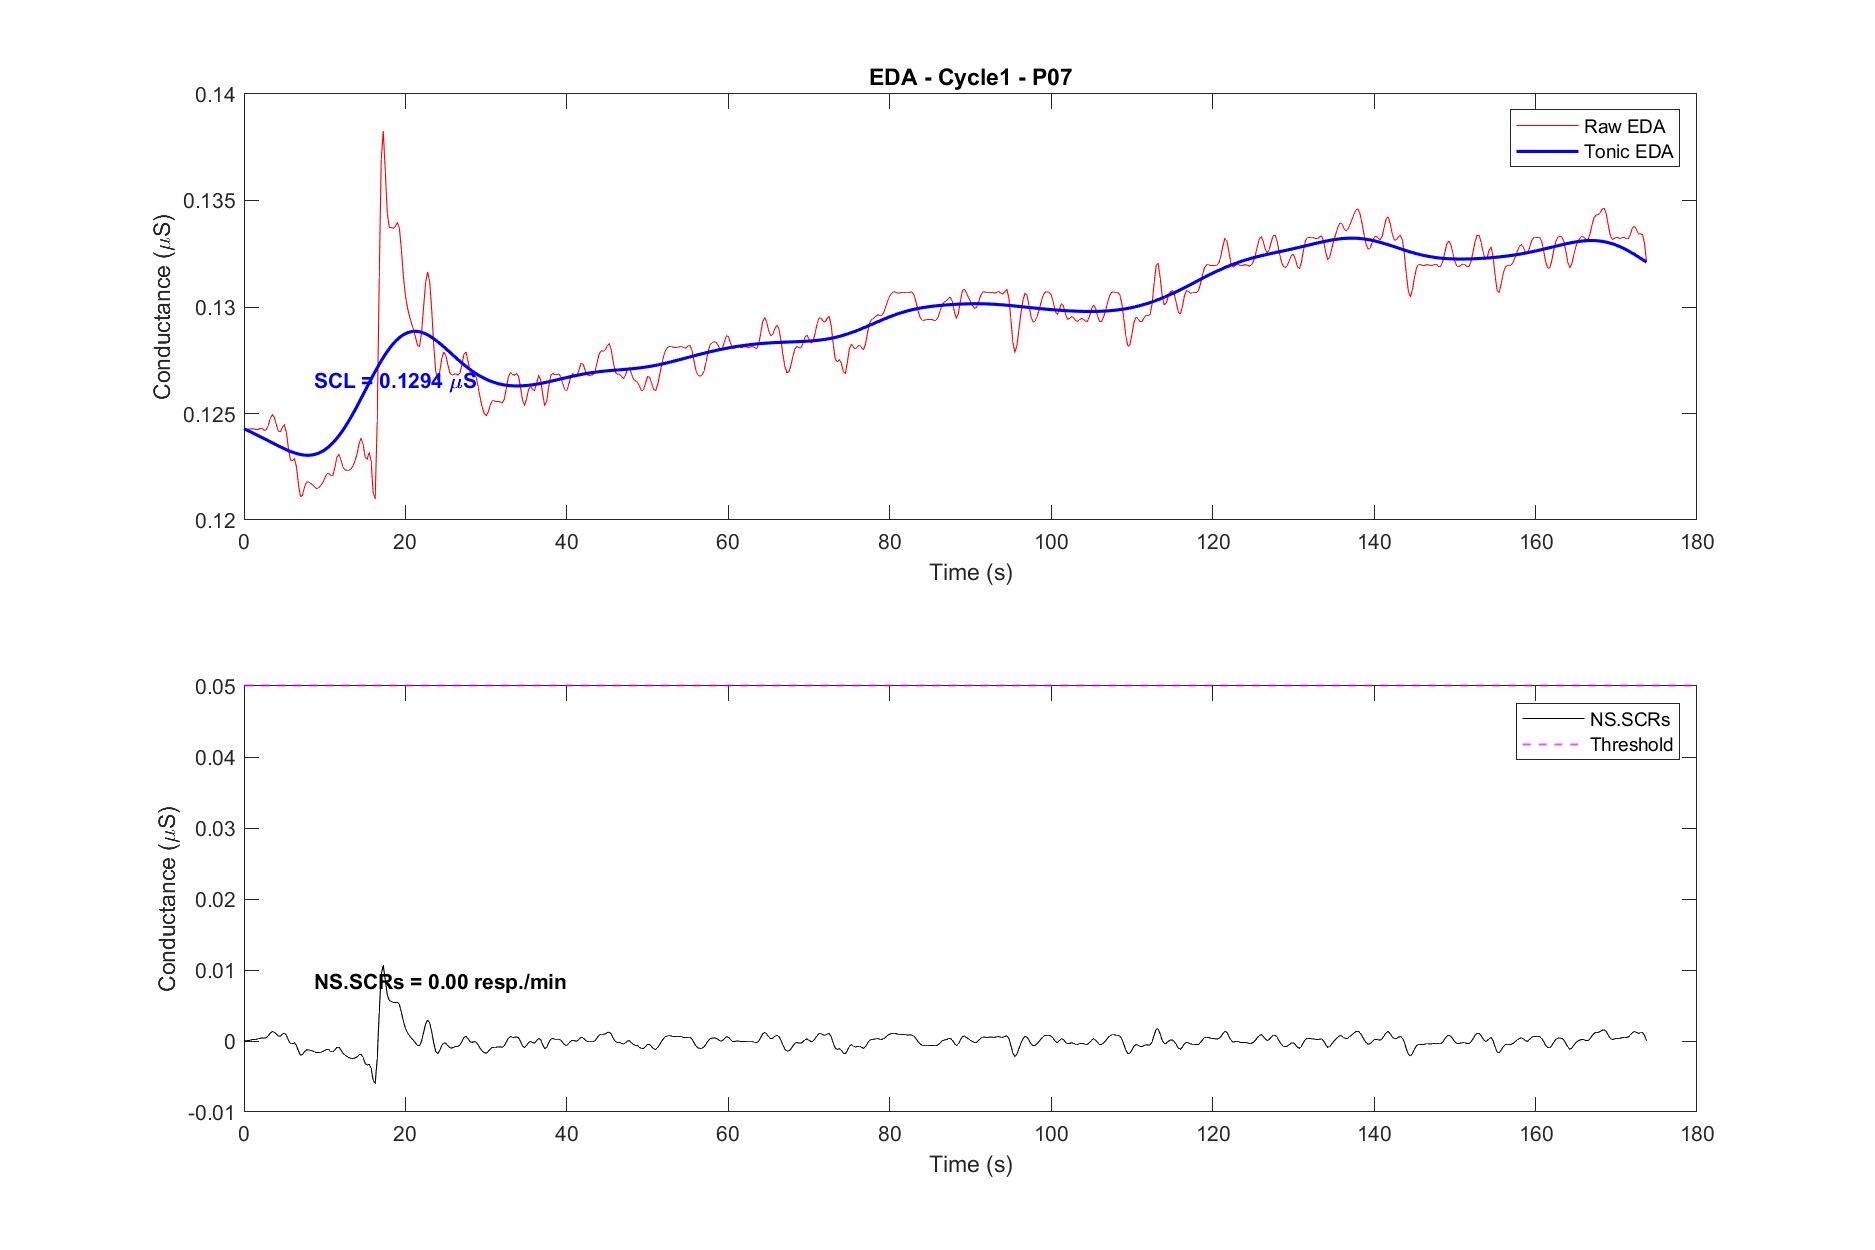 EDA - Cycle1 - P07
0.14
0.135
0.13
0.125
0.12
Conductance (μS)
Raw EDA
Tonic EDA
SCL = 0.1294 μS
0 20 40 60 80 100 120 140 160 180
Time (s)
0.05
0.04
0.03
0.02
0.01
0
-0.01
Conductance (μS)
NS.SCRs
Threshold
NS.SCRs = 0.00 resp./min
0 20 40 60 80 100 120 140 160 180
Time (s)